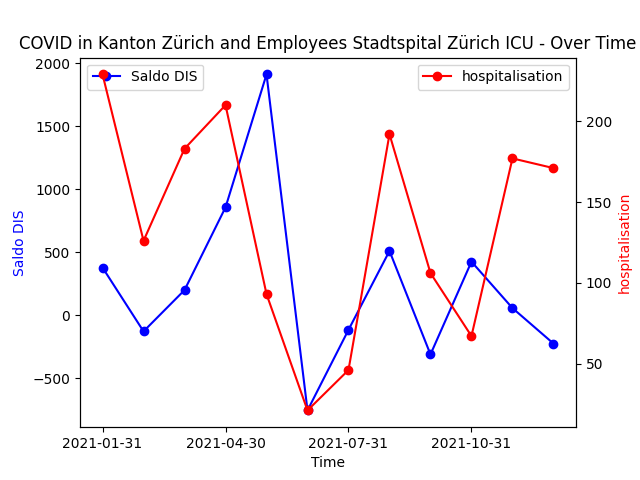 COVID in Kanton Zürich and Employees Stadtspital Zürich ICU - Over Time
Saldo DIS
hospitalisation
2000
1500
1000
500
0
−500
Saldo DIS
200
150
100
50
hospitalisation
2021-01-31
2021-04-30
2021-07-31
2021-10-31
Time